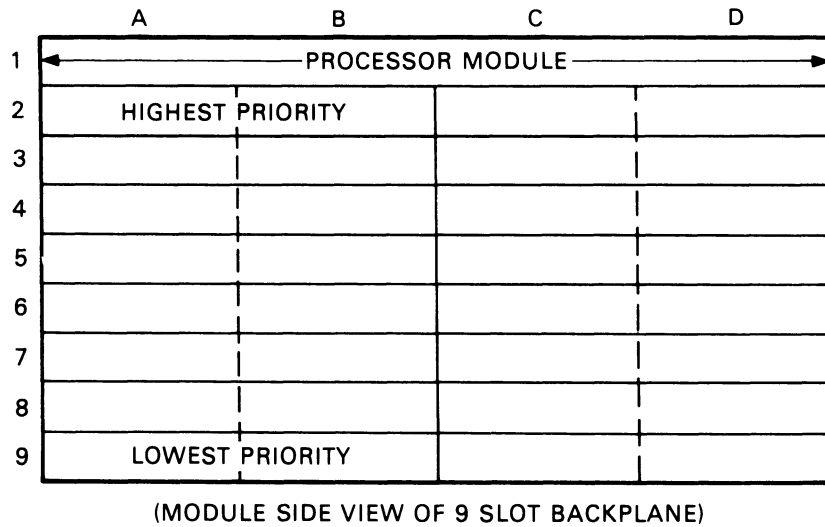 A B C D
1 PROCESSOR MODULE
2 HIGHEST PRIORITY
3
4
5
6
7
8
9 LOWEST PRIORITY
(MODULE SIDE VIEW OF 9 SLOT BACKPLANE)